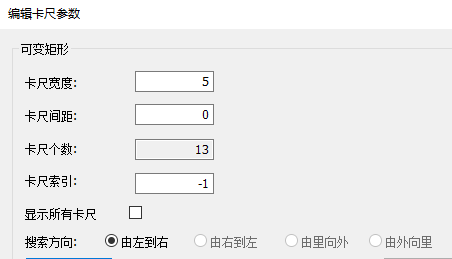 编辑卡尺参数
可变矩形
卡尺宽度: 5
卡尺间距: 0
卡尺个数: 13
卡尺索引: -1
显示所有卡尺
搜索方向: 由左到右 由右到左 由里向外 由外向里